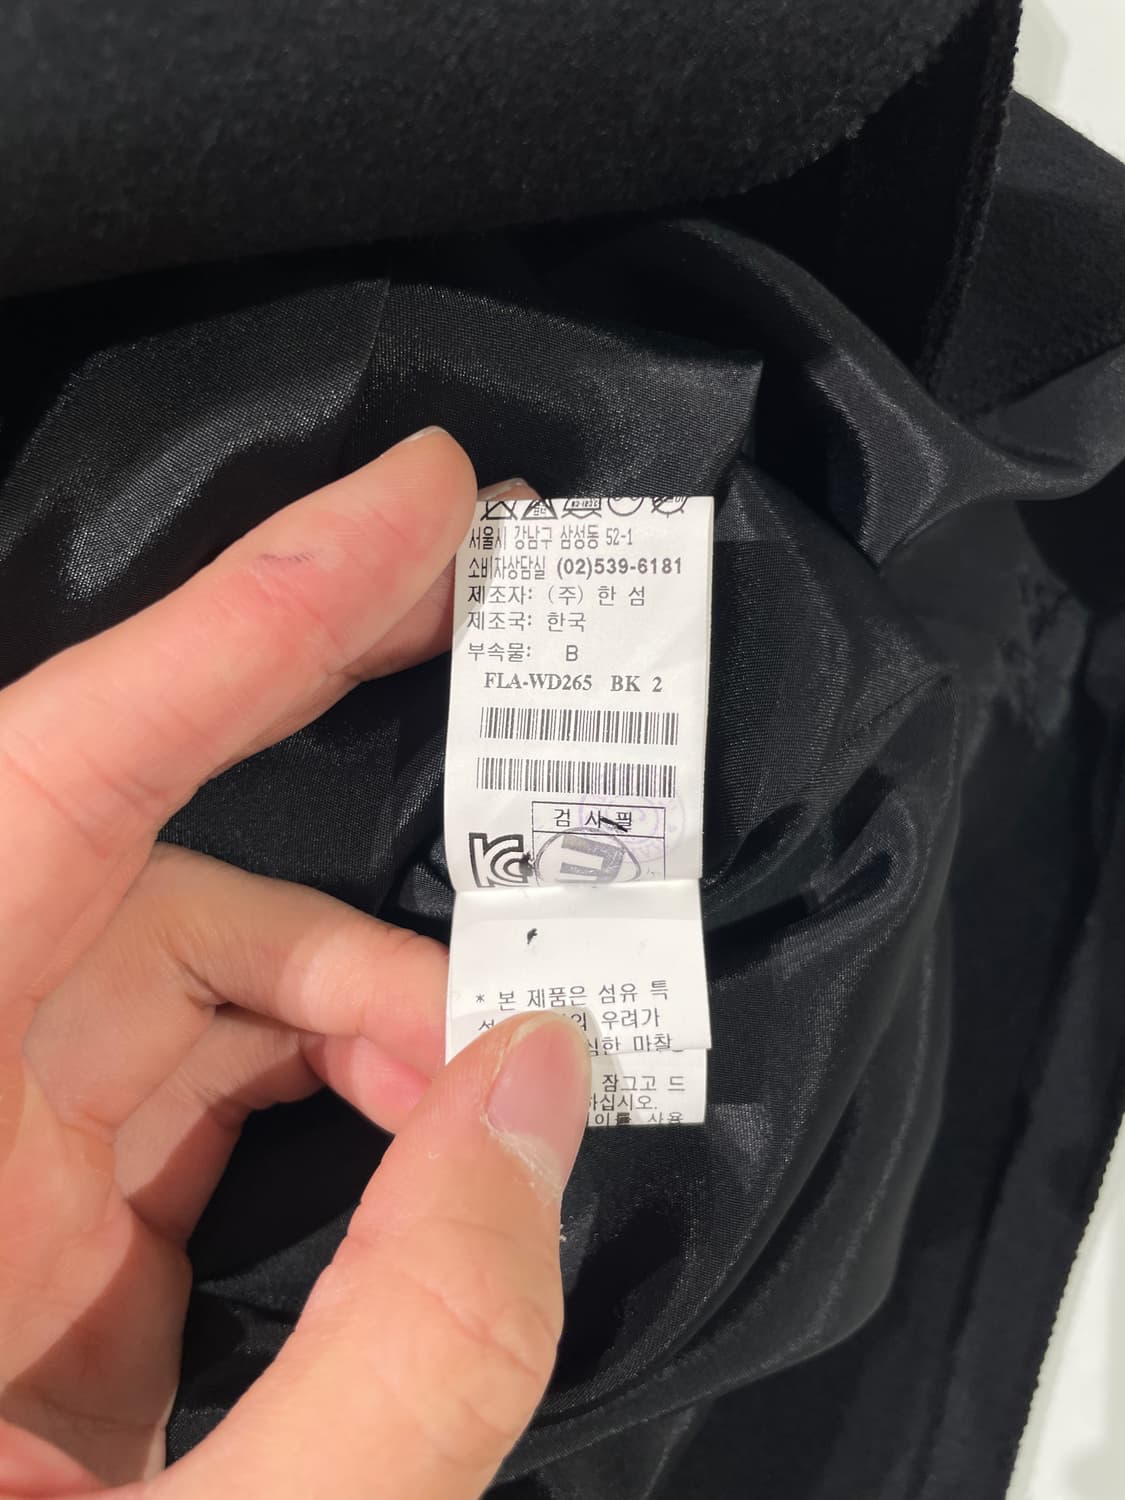 서울시 강남구 삼성동 52-1
소비자상담실 (02)539-6181
제조자: (주) 한 섬
제조국: 한국
부속물: B
FLA-WD265 BK 2
검 사 필
* 본 제품은 섬유 특
우려가
심한 마찰
잠그고 드
하십시오.
사용